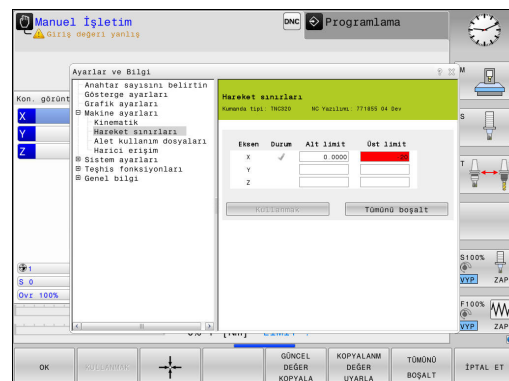 Manuel İşletim
Giriş değeri yanlış
DNC
Programlama
Ayarlar ve Bilgi
Kon. görünt
X
Y
Z
1
S 0
Ovr 100%
Anahtar sayısını belirtin
Gösterge ayarları
Grafik ayarları
Makine ayarları
Kinematik
Hareket sınırları
Alet kullanım dosyaları
Harici erişim
Sistem ayarları
Teşhis fonksiyonları
Genel bilgi
Hareket sınırları
Kumanda tipi: TNC320 NC Yazılımı: 771855 04 Dev
Eksen Durum Alt limit Üst limit
X 0.0000
Y
Z
Kullanmak
Tümünü boşalt
M
S
T
S100%
VYP ZAP
F100%
VYP ZAP
OK
KULLANMAK
GÜNCEL DEĞER KOPYALA
KOPYALANM DEĞER UYARLA
TÜMÜNÜ BOŞALT
İPTAL ET